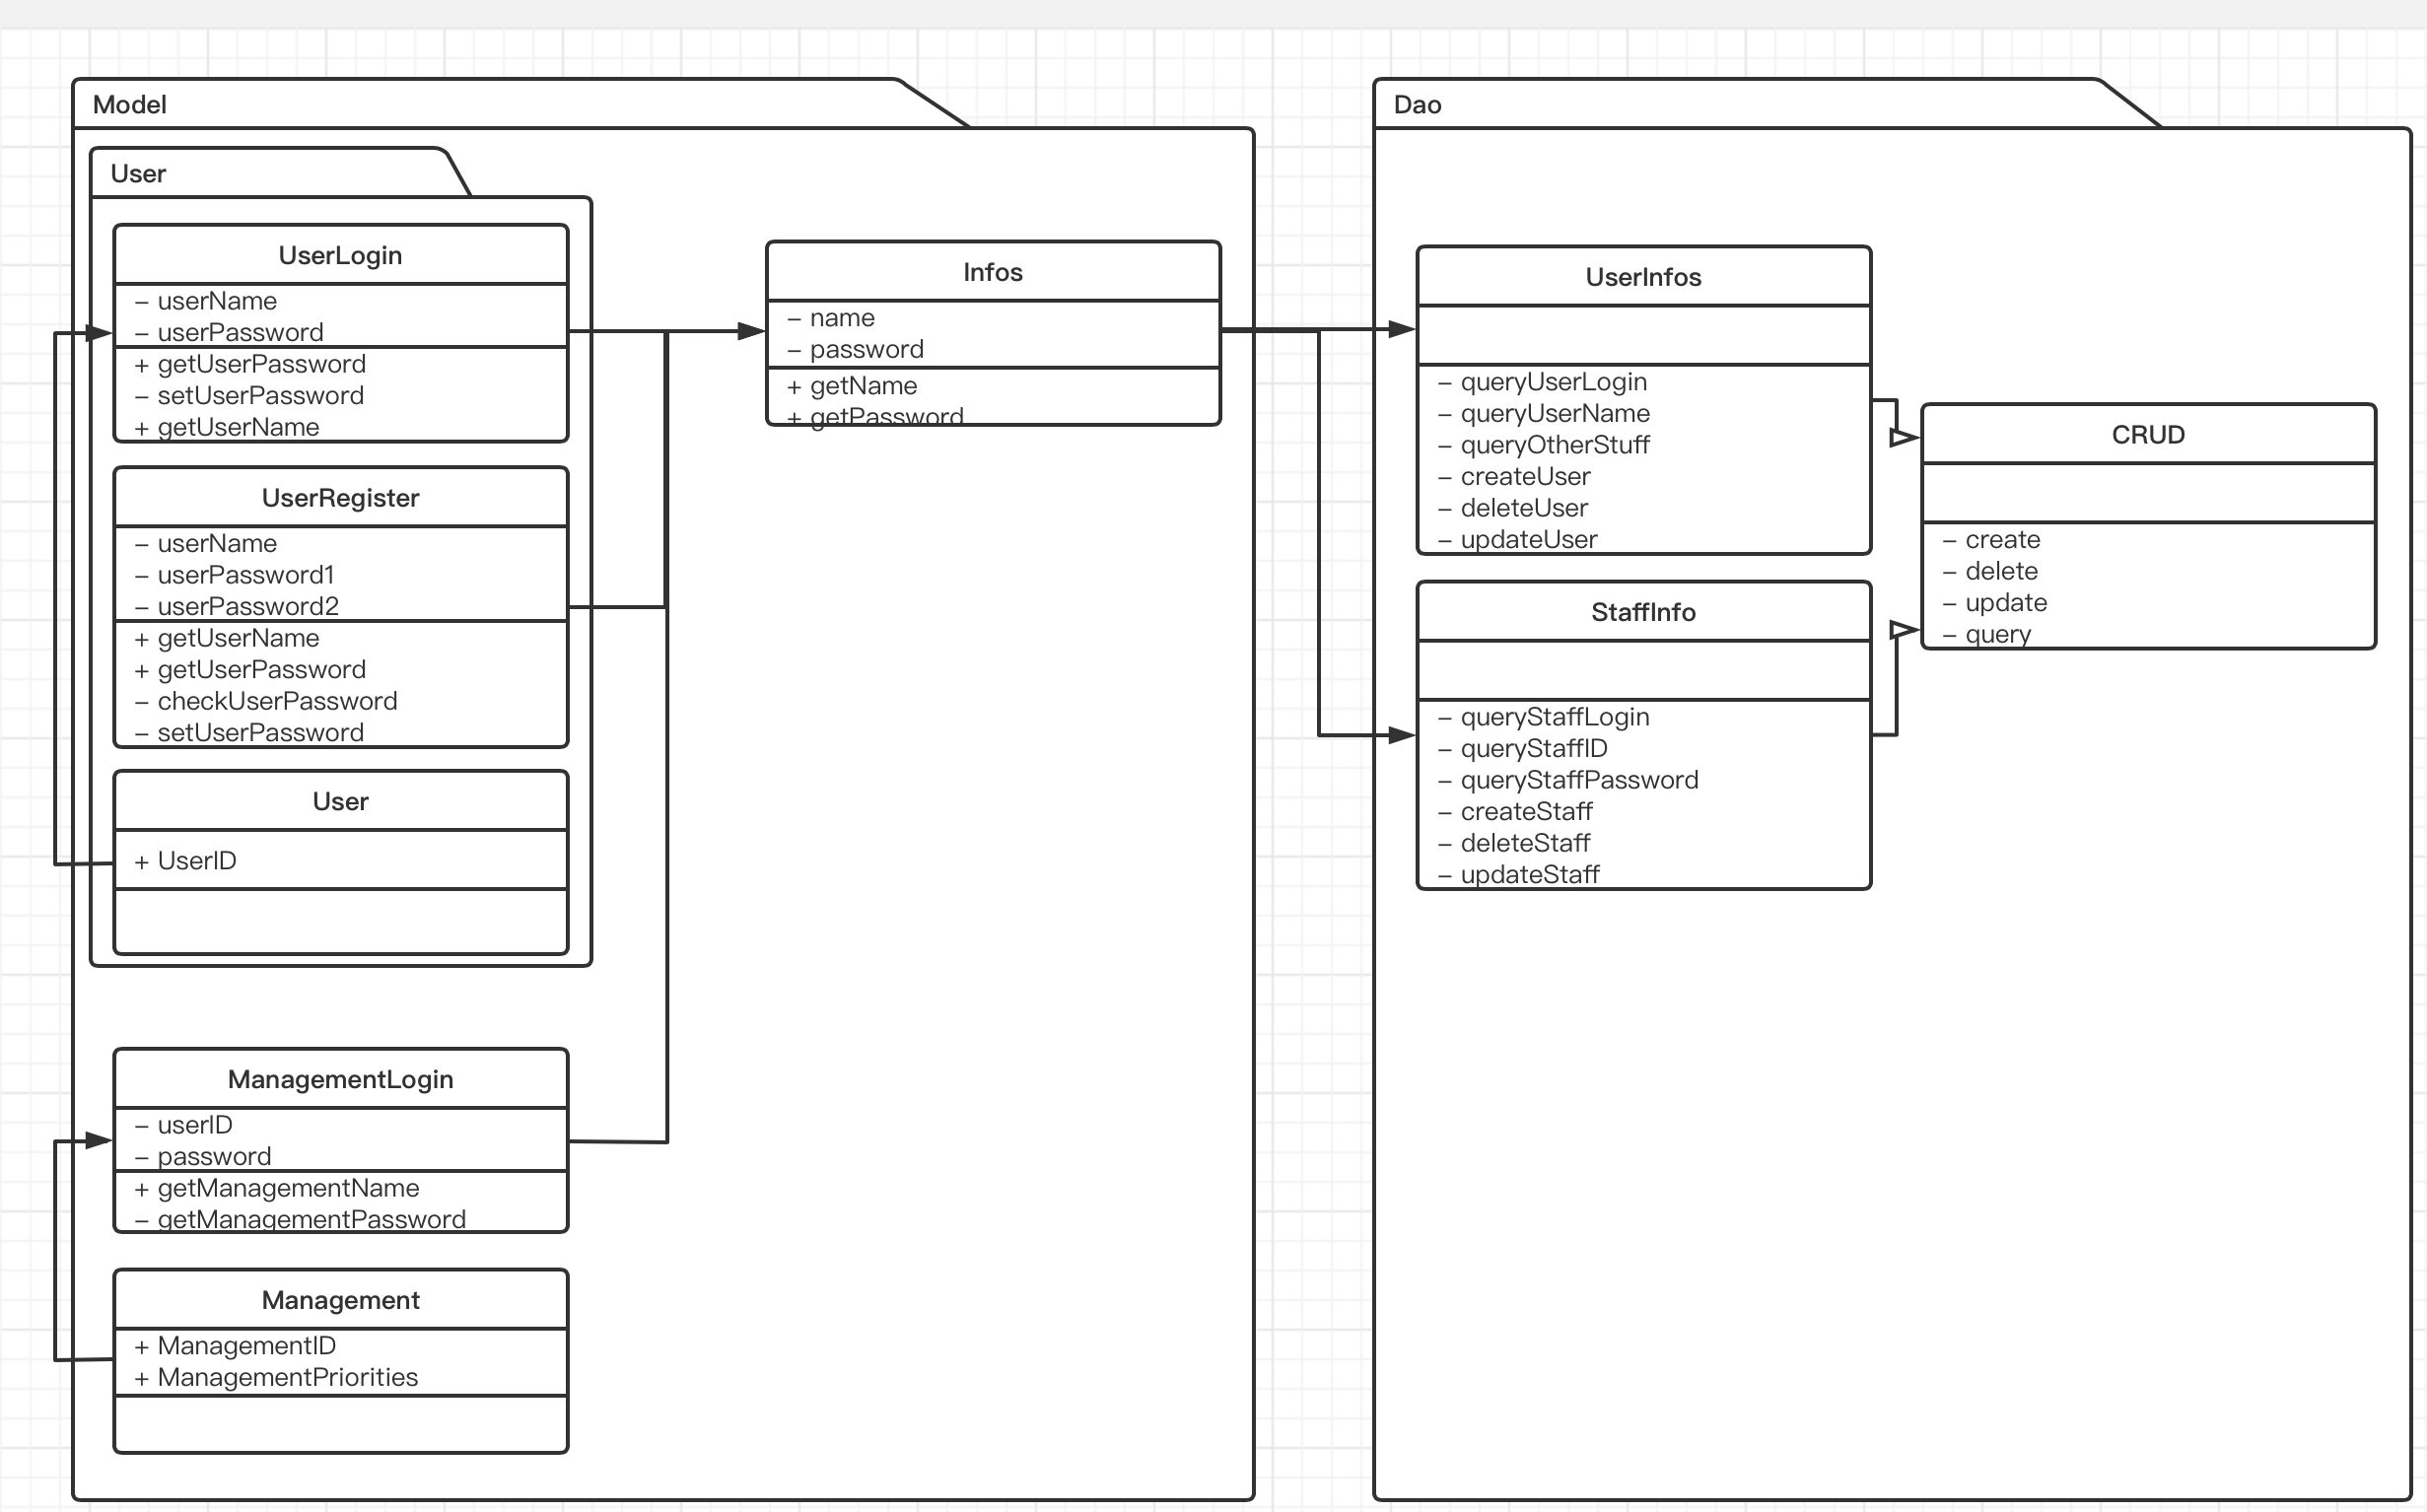 Model
User
UserLogin
– userName
– userPassword
+ getUserPassword
– setUserPassword
+ getUserName
UserRegister
– userName
– userPassword1
– userPassword2
+ getUserName
+ getUserPassword
– checkUserPassword
– setUserPassword
User
+ UserID
ManagementLogin
– userID
– password
+ getManagementName
– getManagementPassword
Management
+ ManagementID
+ ManagementPriorities
Infos
– name
– password
+ getName
+ getPassword
Dao
UserInfos
– queryUserLogin
– queryUserName
– queryOtherStuff
– createUser
– deleteUser
– updateUser
StaffInfo
– queryStaffLogin
– queryStaffID
– queryStaffPassword
– createStaff
– deleteStaff
– updateStaff
CRUD
– create
– delete
– update
– query